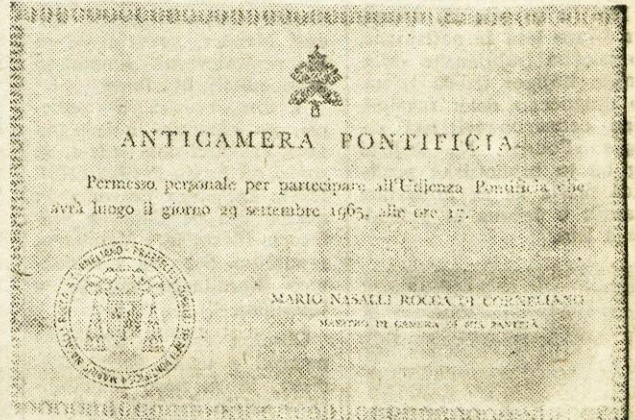 ANTICAMERA PONTIFICIA
Permesso personale per partecipare all'Udienza Pontificia che
avrà luogo il giorno 29 settembre 1965, alle ore 17.
MARIO NASALLI ROCCA DI CORNELIANO
MAESTRO DI CAMERA DI SUA SANTITÀ